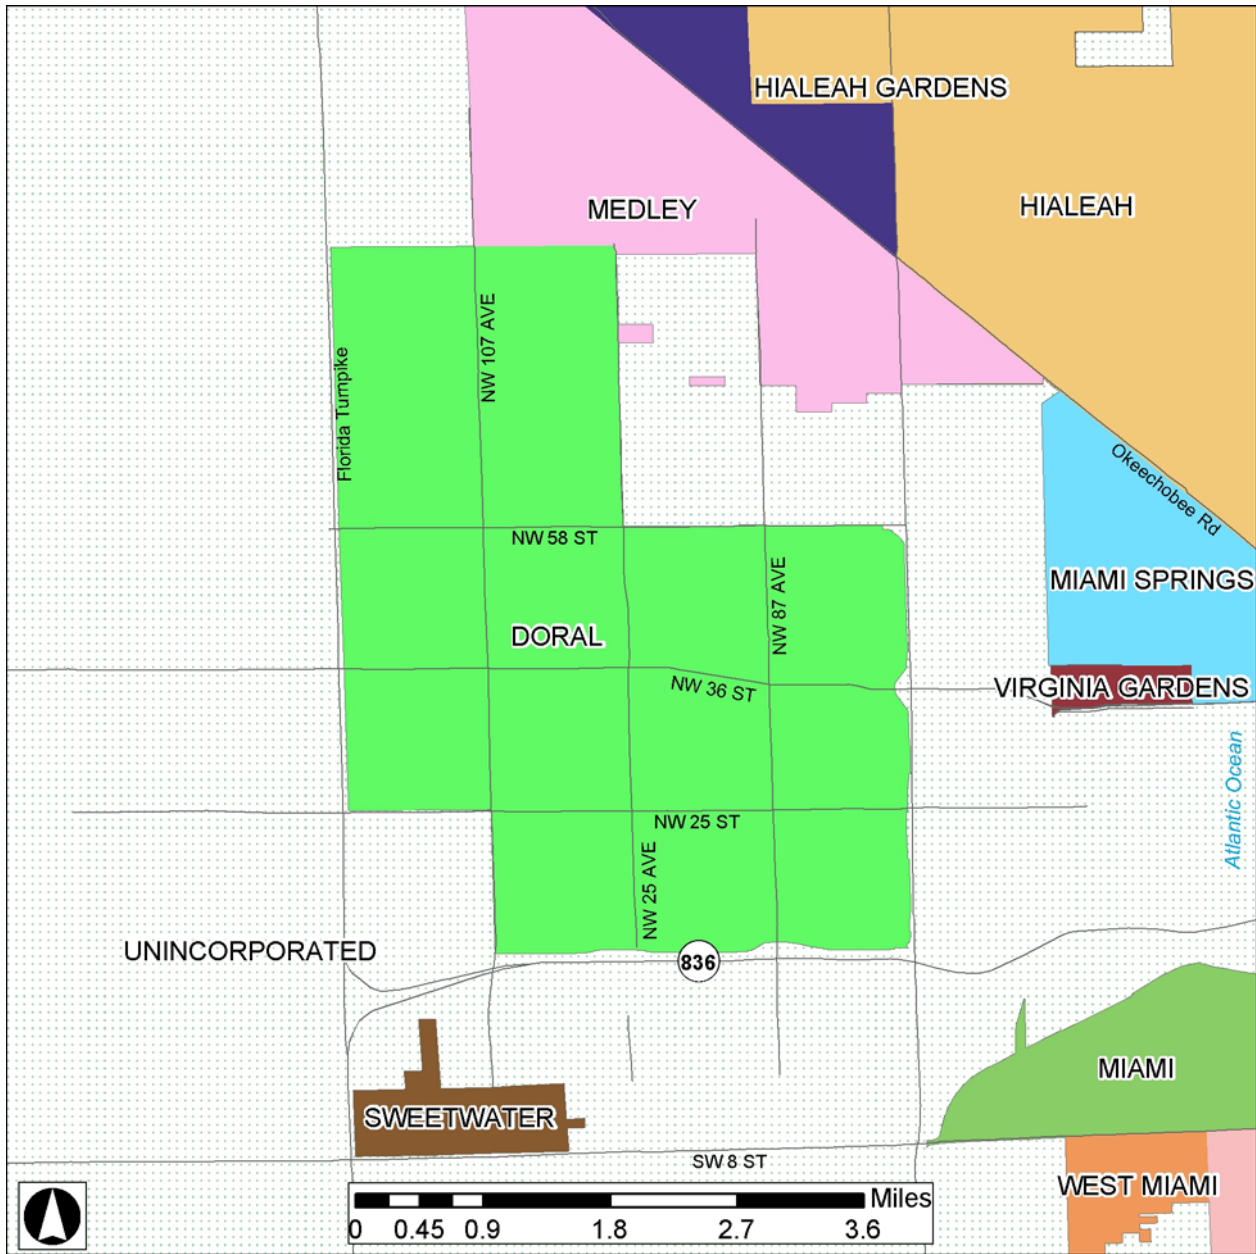 HIALEAH GARDENS
MEDLEY
HIALEAH
NW 107 AVE
Florida Turnpike
Okeechobee Rd
NW 58 ST
NW 87 AVE
MIAMI SPRINGS
DORAL
NW 36 ST
VIRGINIA GARDENS
Atlantic Ocean
NW 25 ST
NW 25 AVE
UNINCORPORATED
836
MIAMI
SWEETWATER
SW 8 ST
WEST MIAMI
Miles
0 0.45 0.9 1.8 2.7 3.6